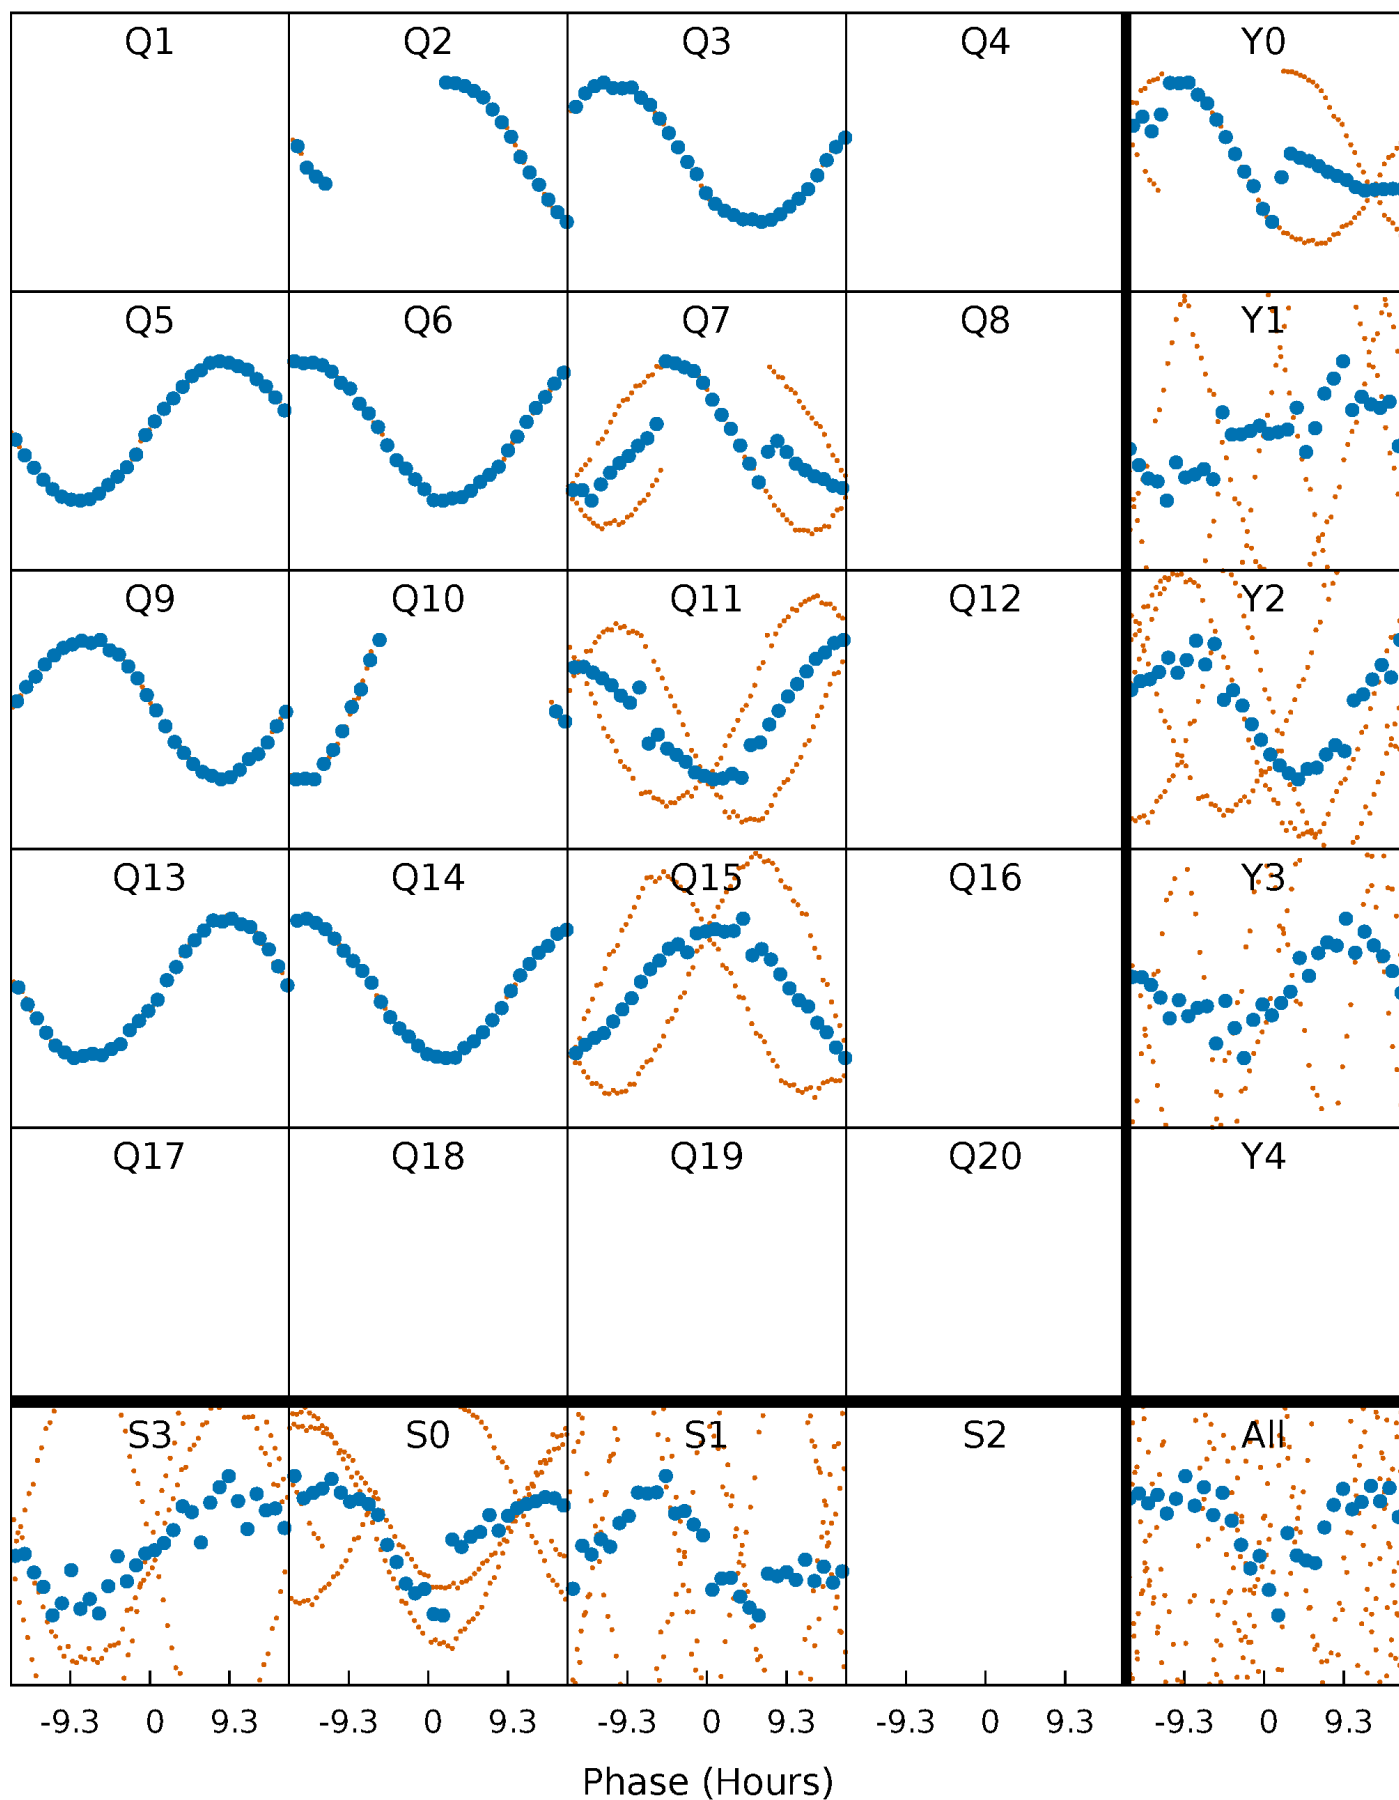 Q1 Q2 Q3 Q4 Y0
Q5 Q6 Q7 Q8 Y1
Q9 Q10 Q11 Q12 Y2
Q13 Q14 Q15 Q16 Y3
Q17 Q18 Q19 Q20 Y4
S3 S0 S1 S2 All
-9.3 0 9.3 -9.3 0 9.3 -9.3 0 9.3 -9.3 0 9.3 -9.3 0 9.3
Phase (Hours)